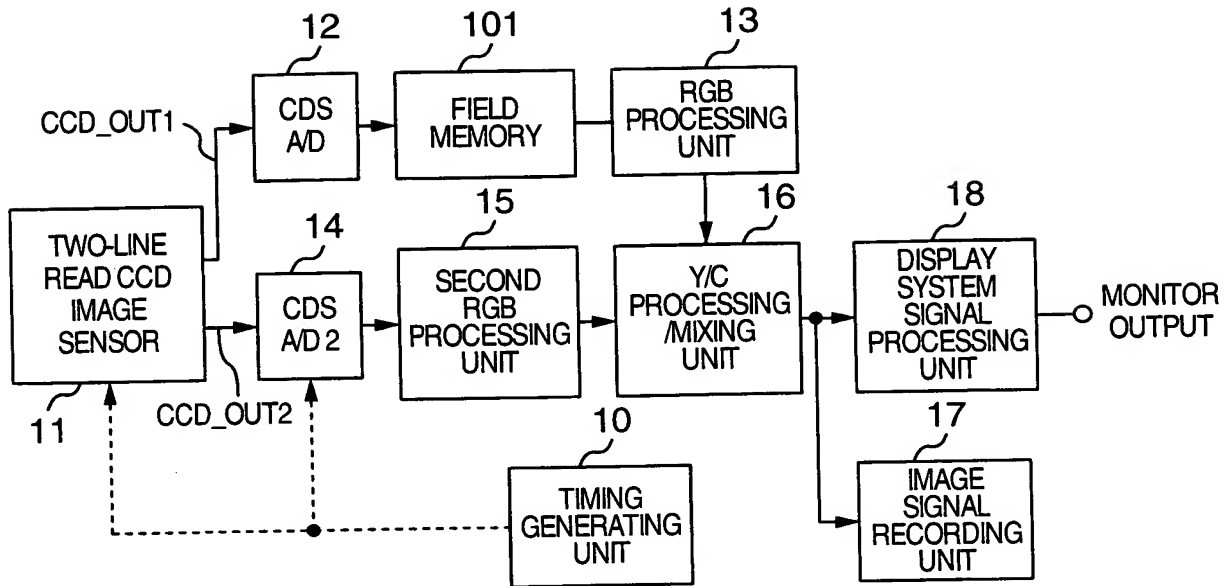 12
101
13
CDS
A/D
FIELD
MEMORY
RGB
PROCESSING
UNIT
CCD_OUT1
11
TWO-LINE
READ CCD
IMAGE
SENSOR
14
CDS
A/D 2
CCD_OUT2
15
SECOND
RGB
PROCESSING
UNIT
16
Y/C
PROCESSING
/MIXING
UNIT
18
DISPLAY
SYSTEM
SIGNAL
PROCESSING
UNIT
MONITOR
OUTPUT
10
TIMING
GENERATING
UNIT
17
IMAGE
SIGNAL
RECORDING
UNIT